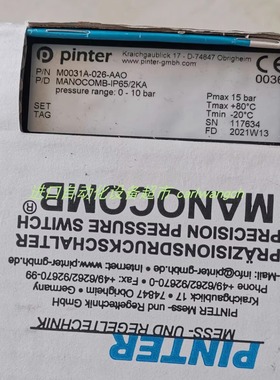 pinter
Kraichgaublick 17 - D-74847 Obrigheim
pinter-gmbh.com
CE
0036
P/N M0031A-026-AAO
P/D MANOCOMB-IP65/2KA
pressure range: 0 - 10 bar
SET
TAG
Pmax 15 bar
Tmax +80°C
Tmin -20°C
SN 117634
FD 2021W13
MANOCOMB®
PRECISION PRESSURE SWITCH
PRÄZISIONSDRUCKSCHALTER
Mail: info@pinter.de • Internet: www.pinter.de
Phone +49/6262/92670-0 • Fax +49/6262/92670-99
Kraichgaublick 17 • 74847 Obrigheim • Germany
PINTER Mess- und Regeltechnik GmbH
MESS- UND REGELTECHNIK
PINTER